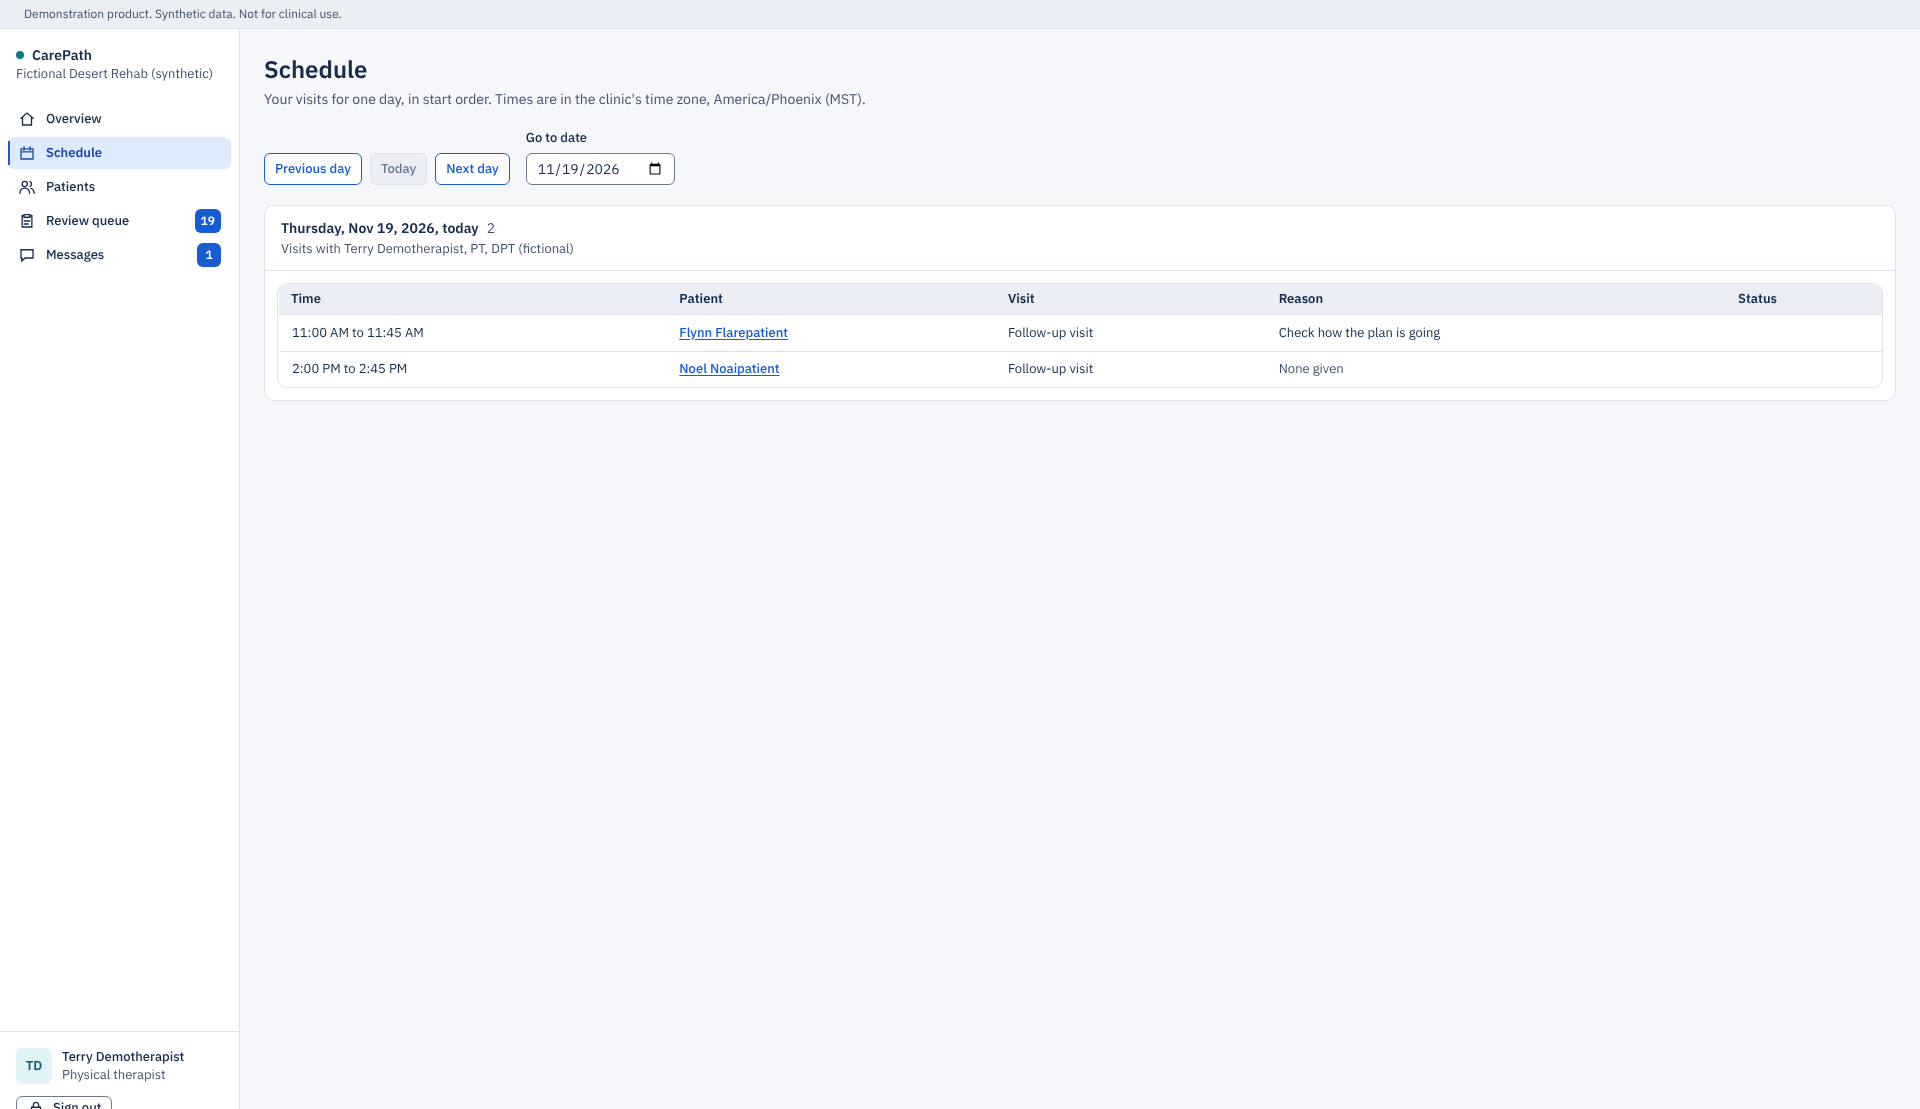 Demonstration product. Synthetic data. Not for clinical use.
CarePath
Fictional Desert Rehab (synthetic)
Overview
Schedule
Patients
Review queue 19
Messages 1
Terry Demotherapist
TD
Physical therapist
Sign out
Schedule
Your visits for one day, in start order. Times are in the clinic's time zone, America/Phoenix (MST).
Go to date
Previous day Today Next day 11/19/2026
Thursday, Nov 19, 2026, today 2
Visits with Terry Demotherapist, PT, DPT (fictional)
Time Patient Visit Reason Status
11:00 AM to 11:45 AM Flynn Flarepatient Follow-up visit Check how the plan is going
2:00 PM to 2:45 PM Noel Noaipatient Follow-up visit None given